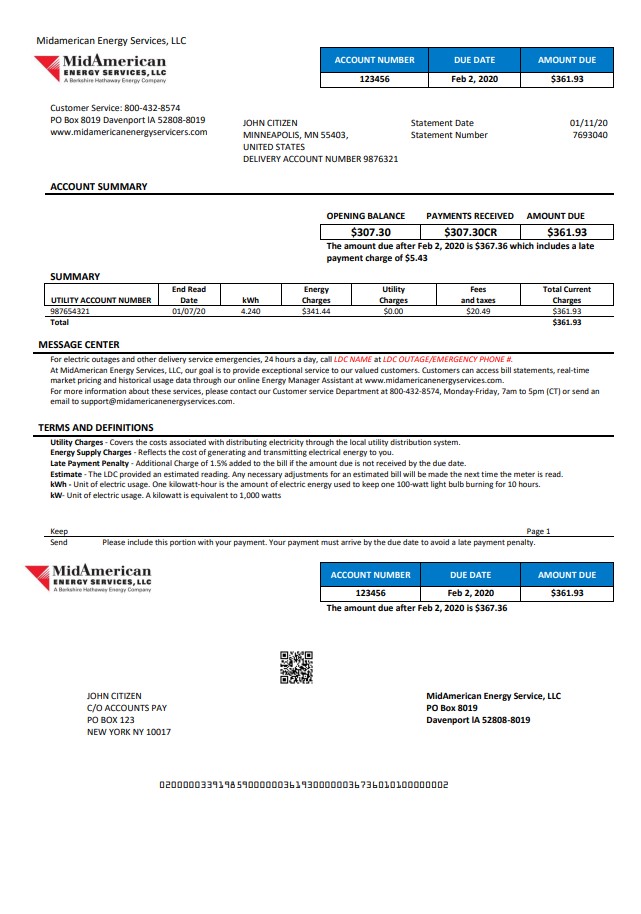 Midamerican Energy Services, LLC
MIDAMERICAN
ENERGY SERVICES, LLC
A Berkshire Hathaway Energy Company
ACCOUNT NUMBER DUE DATE AMOUNT DUE
123456 Feb 2, 2020 $361.93
Customer Service: 800-432-8574
PO Box 8019 Davenport lA 52808-8019
www.midamericanenergyservicers.com
JOHN CITIZEN
MINNEAPOLIS, MN 55403,
UNITED STATES
DELIVERY ACCOUNT NUMBER 9876321
Statement Date 01/11/20
Statement Number 7693040
ACCOUNT SUMMARY
OPENING BALANCE PAYMENTS RECEIVED AMOUNT DUE
$307.30 $307.30CR $361.93
The amount due after Feb 2, 2020 is $367.36 which includes a late
payment charge of $5.43
SUMMARY
UTILITY ACCOUNT NUMBER End Read Date kWh Energy Charges Utility Charges Fees and taxes Total Current Charges
987654321 01/07/20 4.240 $341.44 $0.00 $20.49 $361.93
Total $361.93
MESSAGE CENTER
For electric outages and other delivery service emergencies, 24 hours a day, call LDC NAME at LDC OUTAGE/EMERGENCY PHONE #.
At MidAmerican Energy Services, LLC, our goal is to provide exceptional service to our valued customers. Customers can access bill statements, real-time
market pricing and historical usage data through our online Energy Manager Assistant at www.midamericanenergyservices.com.
For more information about these services, please contact our Customer service Department at 800-432-8574, Monday-Friday, 7am to 5pm (CT) or send an
email to support@midamericanenergyservices.com.
TERMS AND DEFINITIONS
Utility Charges - Covers the costs associated with distributing electricity through the local utility distribution system.
Energy Supply Charges - Reflects the cost of generating and transmitting electrical energy to you.
Late Payment Penalty - Additional Charge of 1.5% added to the bill if the amount due is not received by the due date.
Estimate - The LDC provided an estimated reading. Any necessary adjustments for an estimated bill will be made the next time the meter is read.
kWh - Unit of electric usage. One kilowatt-hour is the amount of electric energy used to keep one 100-watt light bulb burning for 10 hours.
kW- Unit of electric usage. A kilowatt is equivalent to 1,000 watts
Keep Page 1
Send Please include this portion with your payment. Your payment must arrive by the due date to avoid a late payment penalty.
MIDAMERICAN
ENERGY SERVICES, LLC
A Berkshire Hathaway Energy Company
ACCOUNT NUMBER DUE DATE AMOUNT DUE
123456 Feb 2, 2020 $361.93
The amount due after Feb 2, 2020 is $367.36
JOHN CITIZEN
C/O ACCOUNTS PAY
PO BOX 123
NEW YORK NY 10017
MidAmerican Energy Service, LLC
PO Box 8019
Davenport lA 52808-8019
0200000339198590000003619300000036736010100000002